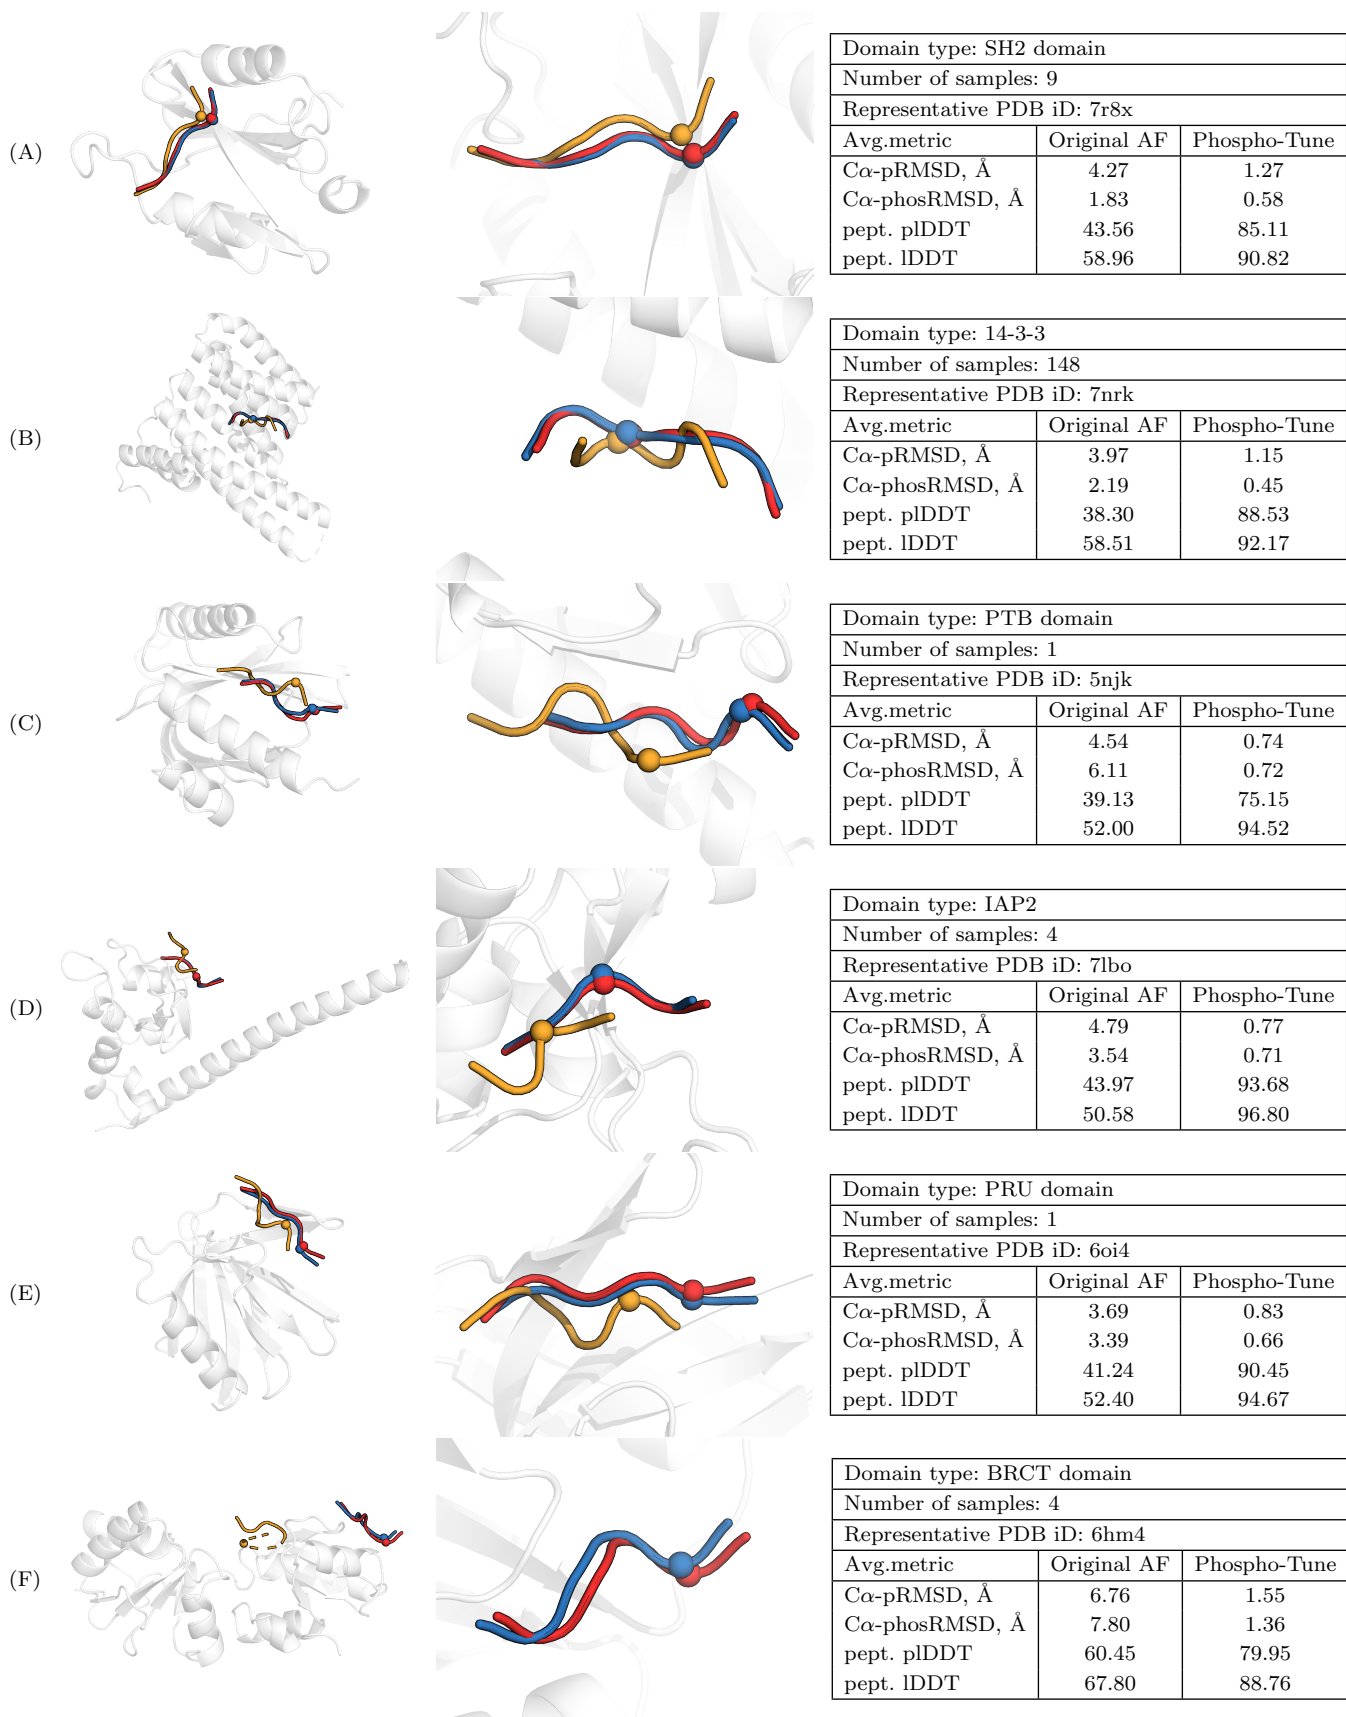 (A)
Domain type: SH2 domain
Number of samples: 9
Representative PDB iD: 7r8x
Avg.metric Original AF Phospho-Tune
Cα-pRMSD, Å 4.27 1.27
Cα-phosRMSD, Å 1.83 0.58
pept. plDDT 43.56 85.11
pept. lDDT 58.96 90.82
(B)
Domain type: 14-3-3
Number of samples: 148
Representative PDB iD: 7nrk
Avg.metric Original AF Phospho-Tune
Cα-pRMSD, Å 3.97 1.15
Cα-phosRMSD, Å 2.19 0.45
pept. plDDT 38.30 88.53
pept. lDDT 58.51 92.17
(C)
Domain type: PTB domain
Number of samples: 1
Representative PDB iD: 5njk
Avg.metric Original AF Phospho-Tune
Cα-pRMSD, Å 4.54 0.74
Cα-phosRMSD, Å 6.11 0.72
pept. plDDT 39.13 75.15
pept. lDDT 52.00 94.52
(D)
Domain type: IAP2
Number of samples: 4
Representative PDB iD: 7lbo
Avg.metric Original AF Phospho-Tune
Cα-pRMSD, Å 4.79 0.77
Cα-phosRMSD, Å 3.54 0.71
pept. plDDT 43.97 93.68
pept. lDDT 50.58 96.80
(E)
Domain type: PRU domain
Number of samples: 1
Representative PDB iD: 6oi4
Avg.metric Original AF Phospho-Tune
Cα-pRMSD, Å 3.69 0.83
Cα-phosRMSD, Å 3.39 0.66
pept. plDDT 41.24 90.45
pept. lDDT 52.40 94.67
(F)
Domain type: BRCT domain
Number of samples: 4
Representative PDB iD: 6hm4
Avg.metric Original AF Phospho-Tune
Cα-pRMSD, Å 6.76 1.55
Cα-phosRMSD, Å 7.80 1.36
pept. plDDT 60.45 79.95
pept. lDDT 67.80 88.76